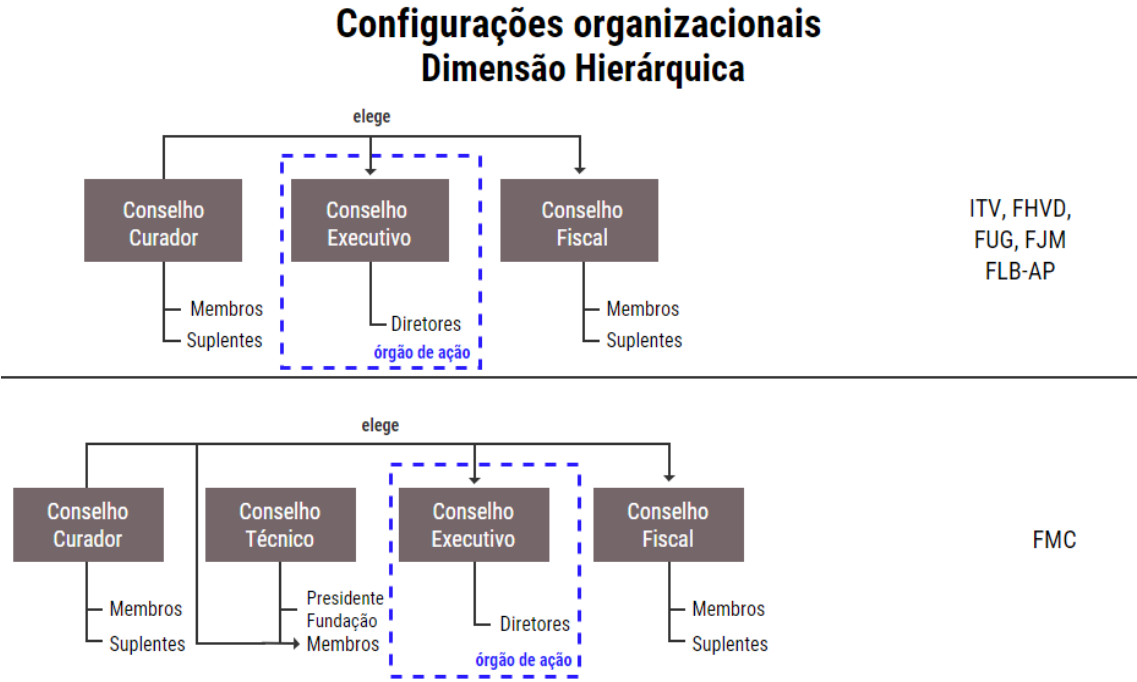 Configurações organizacionais
Dimensão Hierárquica
elege
Conselho
Curador
Conselho
Executivo
Conselho
Fiscal
ITV, FHVD,
FUG, FJM
FLB-AP
Membros
Suplentes
Diretores
órgão de ação
Membros
Suplentes
elege
Conselho
Curador
Conselho
Técnico
Conselho
Executivo
Conselho
Fiscal
FMC
Membros
Suplentes
Presidente
Fundação
Membros
Diretores
órgão de ação
Membros
Suplentes